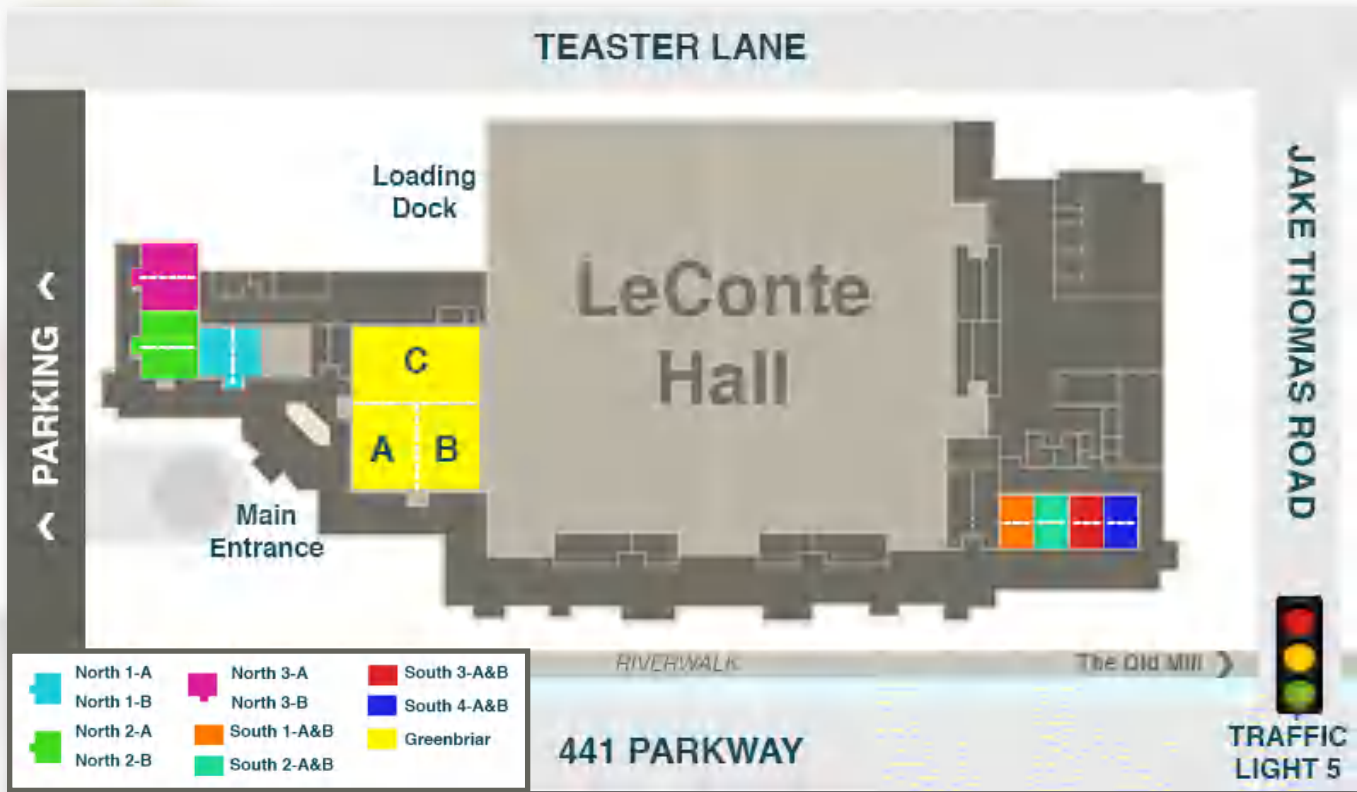 TEASTER LANE
Loading
Dock
LeConte
Hall
JAKE THOMAS ROAD
< PARKING <
C
A B
Main
Entrance
RIVERWALK
The Old Mill ❯
North 1-A
North 1-B
North 2-A
North 2-B
North 3-A
North 3-B
South 1-A&B
South 2-A&B
South 3-A&B
South 4-A&B
Greenbriar
441 PARKWAY
TRAFFIC
LIGHT 5